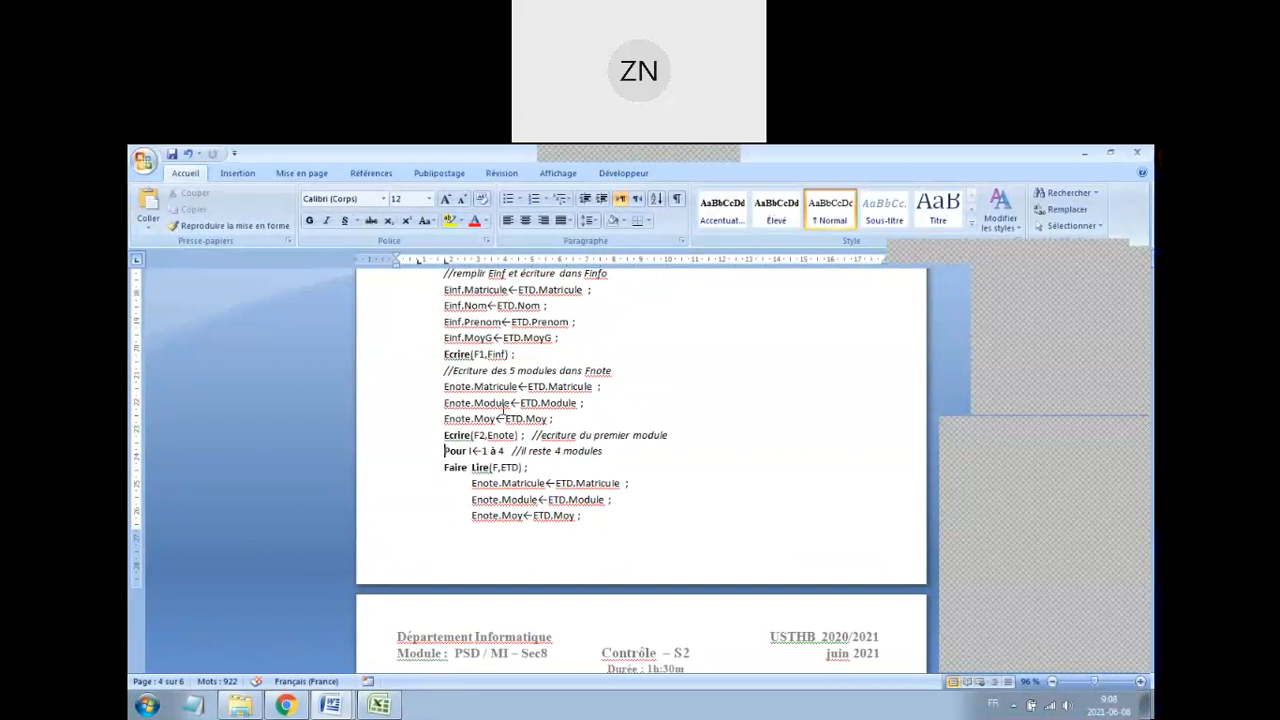 ZN
Accueil Insertion Mise en page Références Publipostage Révision Affichage Développeur
Coller
Couper
Copier
Reproduire la mise en forme
Presse-papiers
Calibri (Corps) 12
Police
Paragraphe
AaBbCcDd AaBbCcDd AaBbCcDd AaBbCc. AaB
Accentuat... Élevé ¶ Normal Sous-titre Titre
Modifier les styles
Style
Rechercher
Remplacer
Sélectionner
//remplir Einf et écriture dans Finfo
Einf.Matricule←ETD.Matricule ;
Einf.Nom←ETD.Nom ;
Einf.Prenom←ETD.Prenom ;
Einf.MoyG←ETD.MoyG ;
Ecrire(F1,Finf) ;
//Ecriture des 5 modules dans Fnote
Enote.Matricule←ETD.Matricule ;
Enote.Module←ETD.Module ;
Enote.Moy←ETD.Moy ;
Ecrire(F2,Enote) ; //ecriture du premier module
Pour I←1 à 4 //il reste 4 modules
Faire Lire(F,ETD) ;
Enote.Matricule←ETD.Matricule ;
Enote.Module←ETD.Module ;
Enote.Moy←ETD.Moy ;
Département Informatique USTHB 2020/2021
Module : PSD / MI – Sec8 Contrôle – S2 juin 2021
Durée : 1h:30m
Page : 4 sur 6 Mots : 922 Français (France) 96 %
FR 9:08
2021-06-08